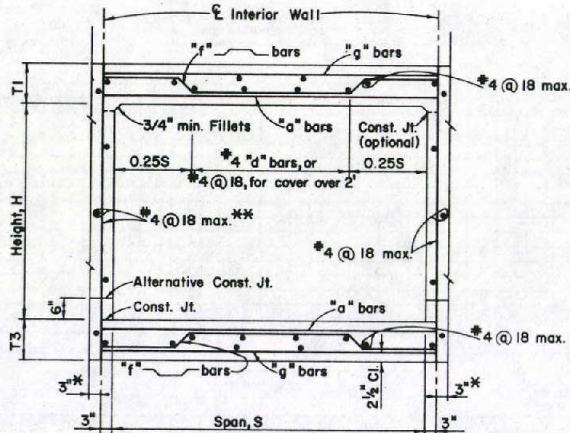 ℄ Interior Wall
"f" bars
"g" bars
#4 @ 18 max.
T1
3/4" min. Fillets
"a" bars
Const. Jt.
(optional)
0.25S
#4 "d" bars, or
0.25S
#4@18, for cover over 2'
Height, H
#4 @ 18 max.**
#4 @ 18 max.
Alternative Const. Jt.
6"
Const. Jt.
"a" bars
#4 @ 18 max.
T3
"f" bars
"g" bars
2½" Cl.
3"*
3"*
3"
Span, S
3"